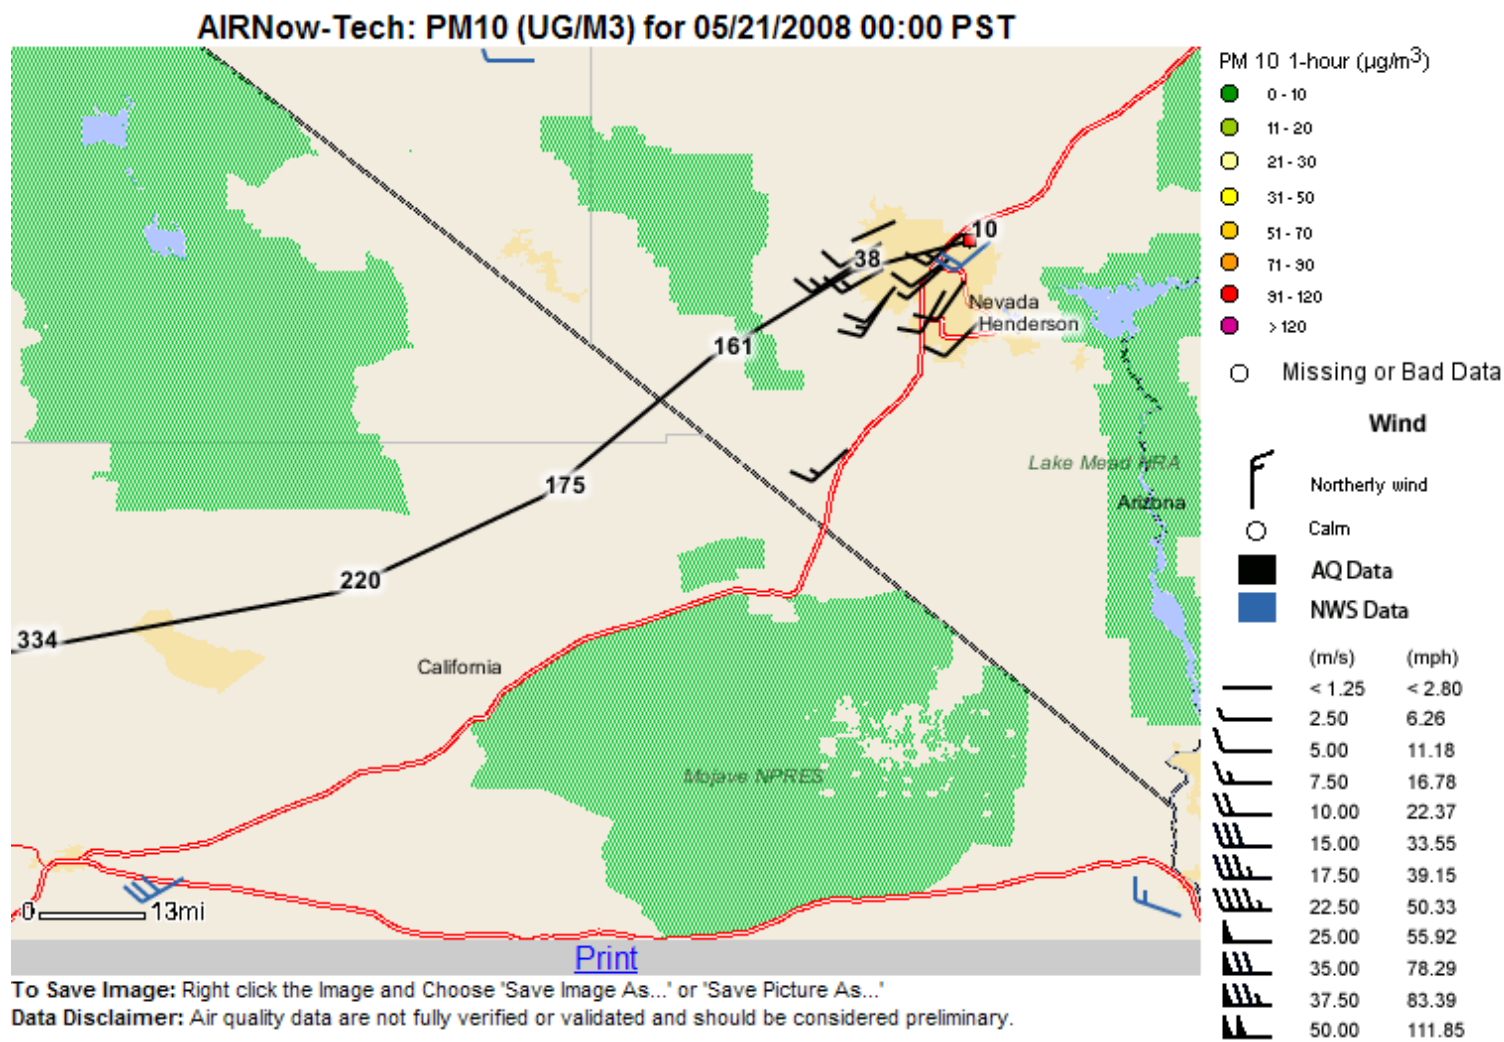 AIRNow-Tech: PM10 (UG/M3) for 05/21/2008 00:00 PST
PM 10 1-hour (µg/m3)
0 - 10
11 - 20
21 - 30
31 - 50
51 - 70
71 - 90
91 - 120
> 120
Missing or Bad Data
Wind
Northerly wind
Calm
AQ Data
NWS Data
(m/s) (mph)
< 1.25 < 2.80
2.50 6.26
5.00 11.18
7.50 16.78
10.00 22.37
15.00 33.55
17.50 39.15
22.50 50.33
25.00 55.92
35.00 78.29
37.50 83.39
50.00 111.85
10
38
Nevada
Henderson
161
Lake Mead NRA
175
Arizona
220
334
California
Mojave NPRES
0 13mi
Print
To Save Image: Right click the Image and Choose 'Save Image As...' or 'Save Picture As...'
Data Disclaimer: Air quality data are not fully verified or validated and should be considered preliminary.